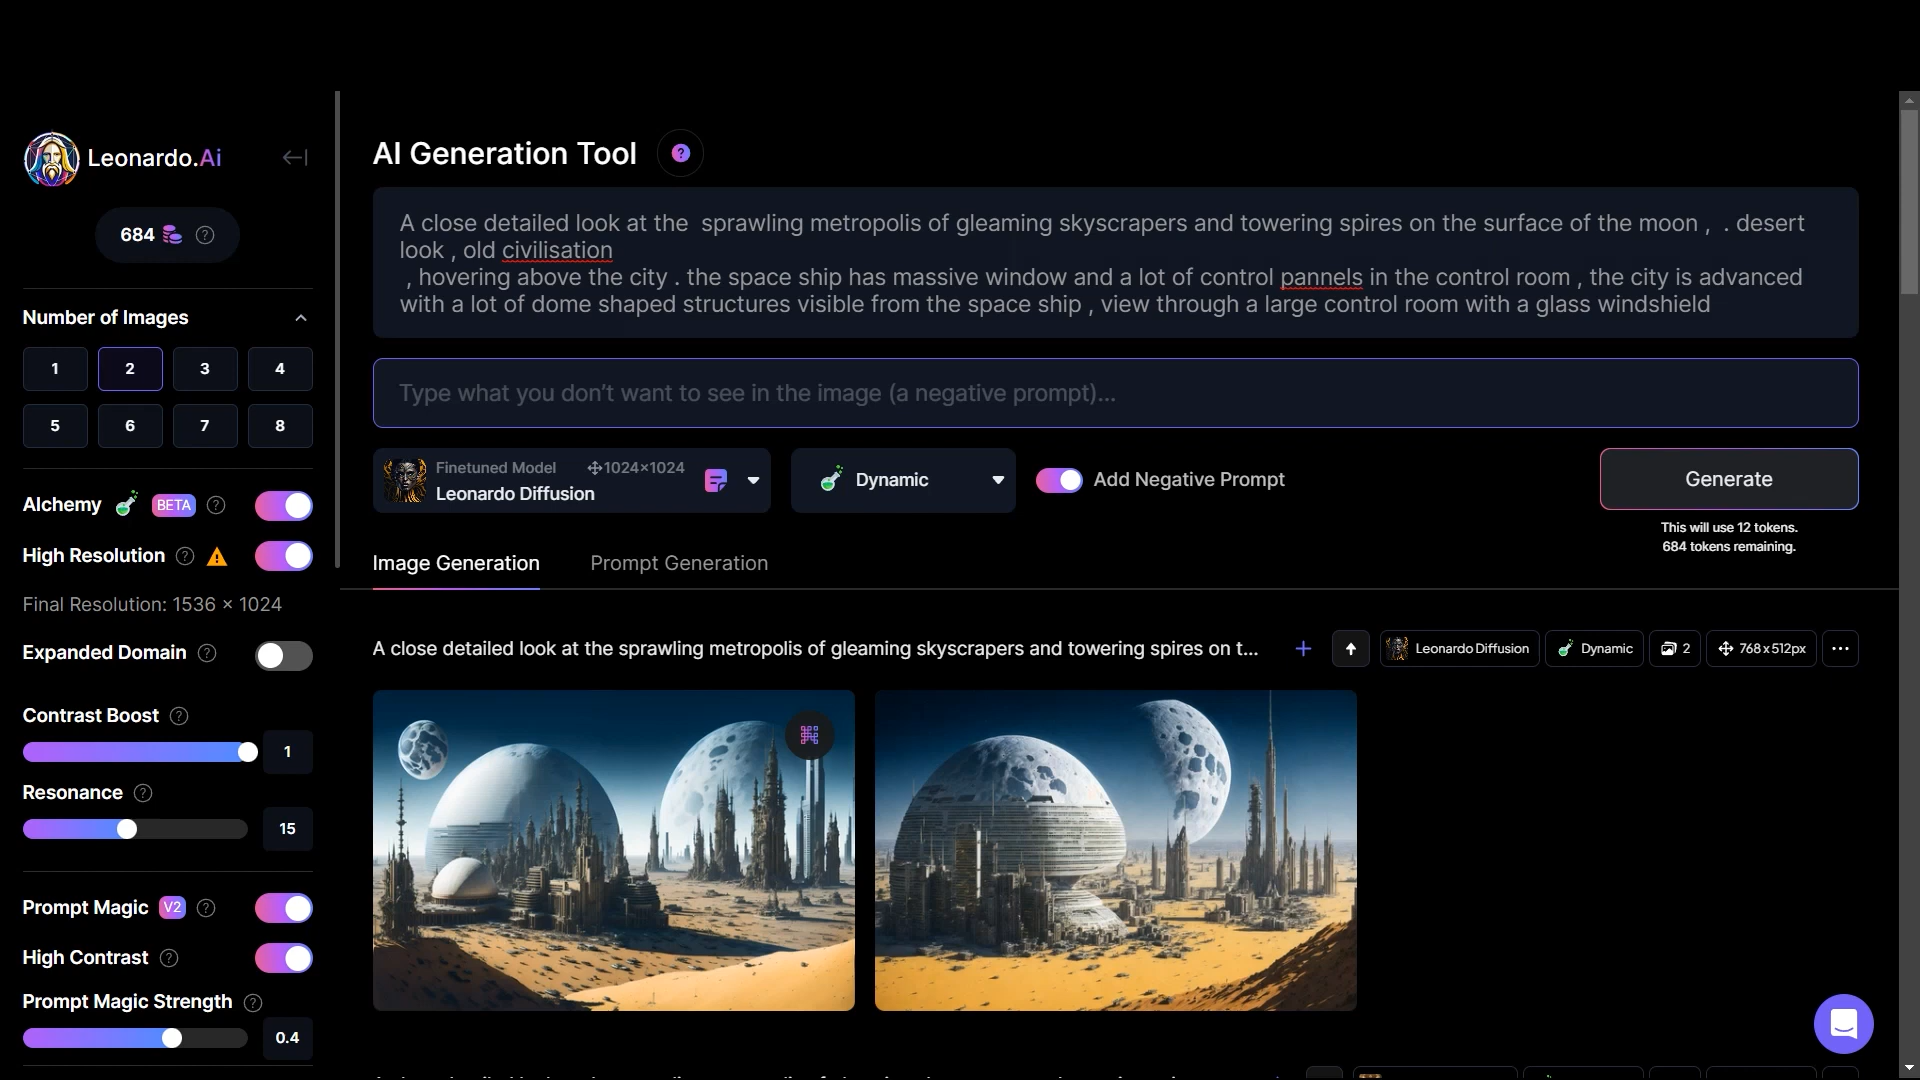 Leonardo.Ai
684
Number of Images
1
2
3
4
5
6
7
8
Alchemy BETA
High Resolution
Final Resolution: 1536 × 1024
Expanded Domain
Contrast Boost
1
Resonance
15
Prompt Magic V2
High Contrast
Prompt Magic Strength
0.4
AI Generation Tool
A close detailed look at the sprawling metropolis of gleaming skyscrapers and towering spires on the surface of the moon , . desert
look , old civilisation
, hovering above the city . the space ship has massive window and a lot of control pannels in the control room , the city is advanced
with a lot of dome shaped structures visible from the space ship , view through a large control room with a glass windshield
Type what you don't want to see in the image (a negative prompt)...
Finetuned Model 1024×1024
Leonardo Diffusion
Dynamic
Add Negative Prompt
Generate
This will use 12 tokens.
684 tokens remaining.
Image Generation
Prompt Generation
A close detailed look at the sprawling metropolis of gleaming skyscrapers and towering spires on t...
Leonardo Diffusion
Dynamic
2
768 x 512px